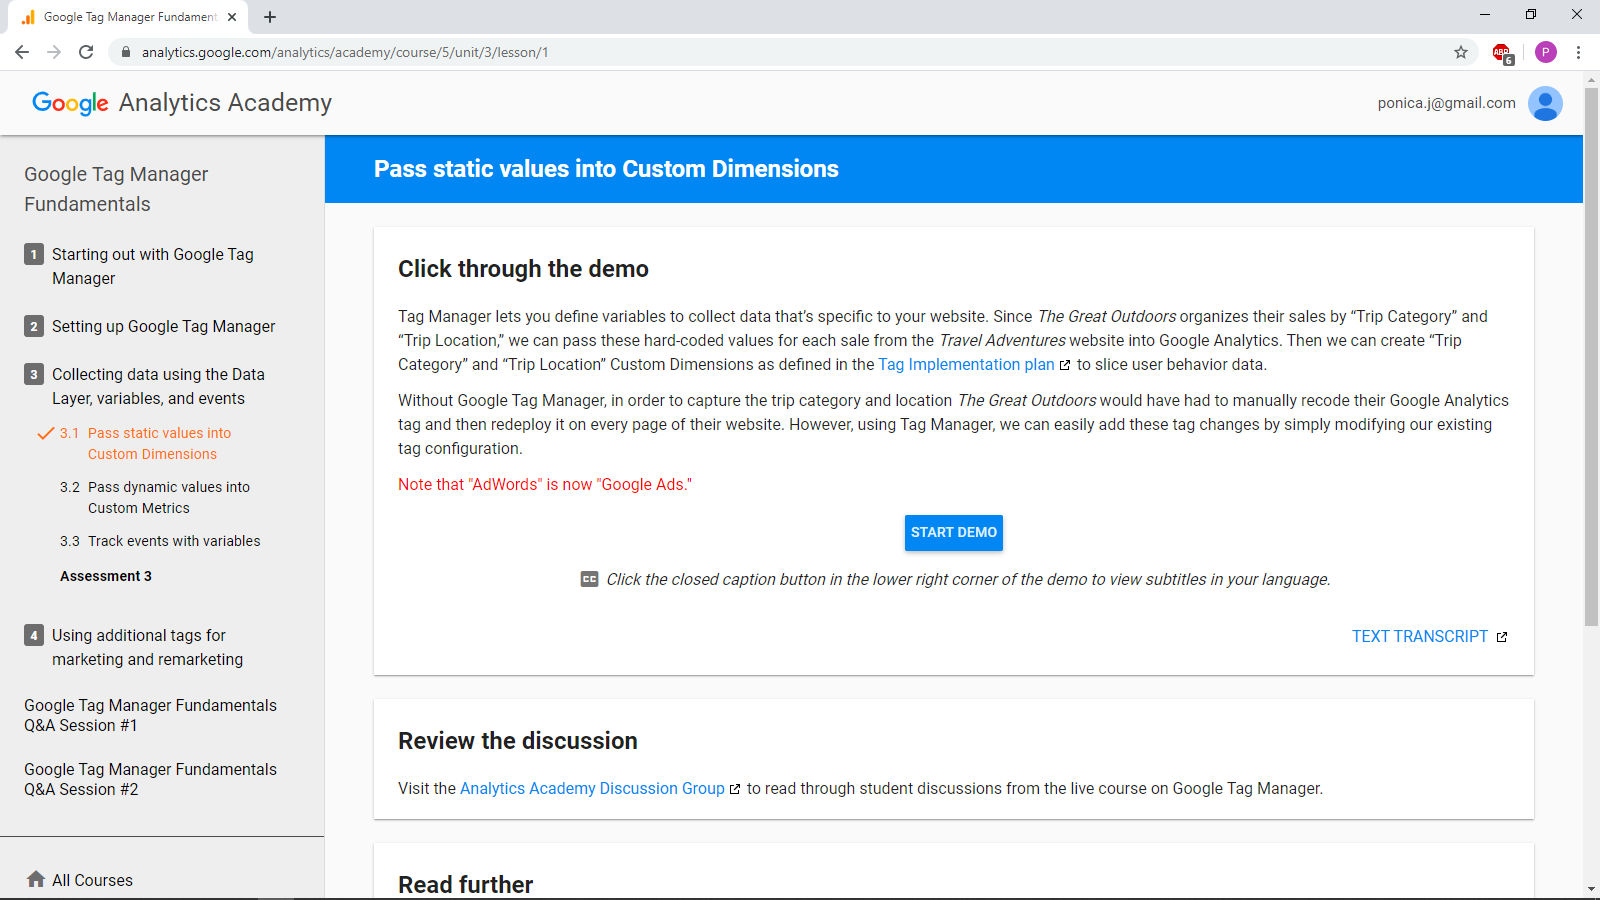 Google Tag Manager Fundament
analytics.google.com/analytics/academy/course/5/unit/3/lesson/1
ABP
6
P
Google Analytics Academy
ponica.j@gmail.com
Google Tag Manager
Fundamentals
1 Starting out with Google Tag
Manager
2 Setting up Google Tag Manager
3 Collecting data using the Data
Layer, variables, and events
3.1 Pass static values into
Custom Dimensions
3.2 Pass dynamic values into
Custom Metrics
3.3 Track events with variables
Assessment 3
4 Using additional tags for
marketing and remarketing
Google Tag Manager Fundamentals
Q&A Session #1
Google Tag Manager Fundamentals
Q&A Session #2
All Courses
Pass static values into Custom Dimensions
Click through the demo
Tag Manager lets you define variables to collect data that’s specific to your website. Since The Great Outdoors organizes their sales by “Trip Category” and
“Trip Location,” we can pass these hard-coded values for each sale from the Travel Adventures website into Google Analytics. Then we can create “Trip
Category” and “Trip Location” Custom Dimensions as defined in the Tag Implementation plan to slice user behavior data.
Without Google Tag Manager, in order to capture the trip category and location The Great Outdoors would have had to manually recode their Google Analytics
tag and then redeploy it on every page of their website. However, using Tag Manager, we can easily add these tag changes by simply modifying our existing
tag configuration.
Note that "AdWords" is now "Google Ads."
START DEMO
CC Click the closed caption button in the lower right corner of the demo to view subtitles in your language.
TEXT TRANSCRIPT
Review the discussion
Visit the Analytics Academy Discussion Group to read through student discussions from the live course on Google Tag Manager.
Read further